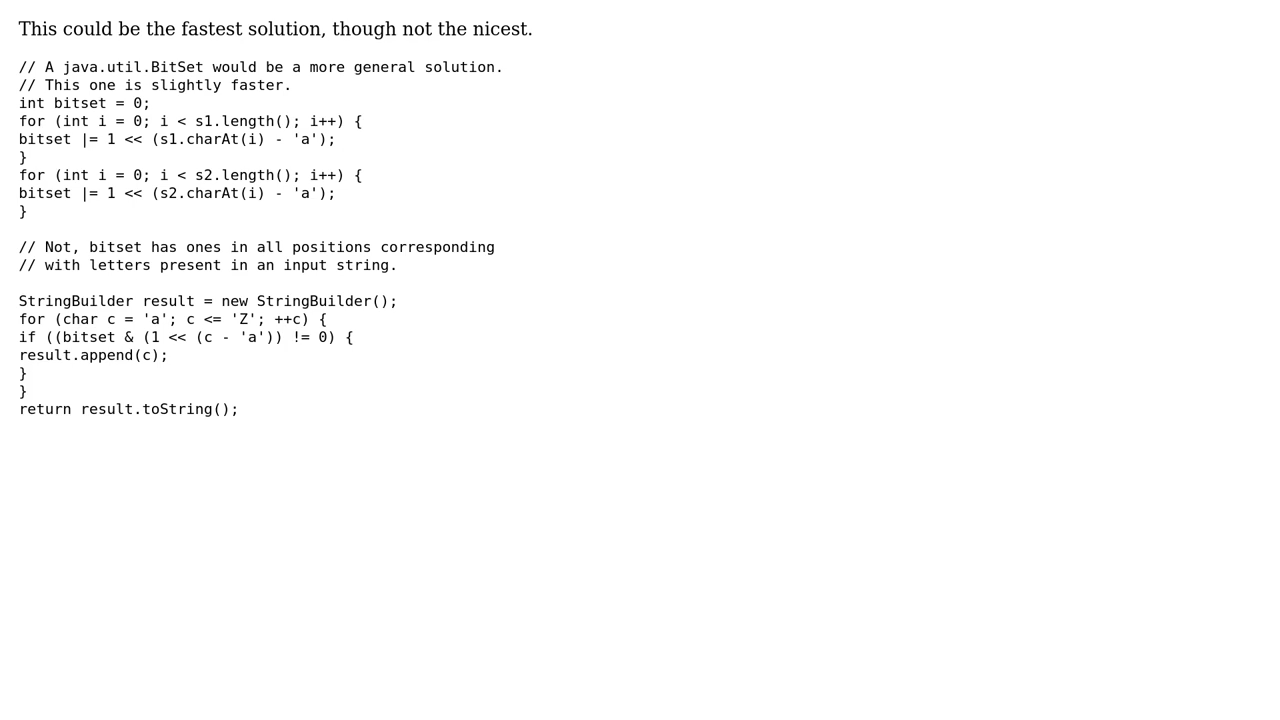 This could be the fastest solution, though not the nicest.
// A java.util.BitSet would be a more general solution.
// This one is slightly faster.
int bitset = 0;
for (int i = 0; i < s1.length(); i++) {
bitset |= 1 << (s1.charAt(i) - 'a');
}
for (int i = 0; i < s2.length(); i++) {
bitset |= 1 << (s2.charAt(i) - 'a');
}
// Not, bitset has ones in all positions corresponding
// with letters present in an input string.
StringBuilder result = new StringBuilder();
for (char c = 'a'; c <= 'Z'; ++c) {
if ((bitset & (1 << (c - 'a')) != 0) {
result.append(c);
}
}
return result.toString();